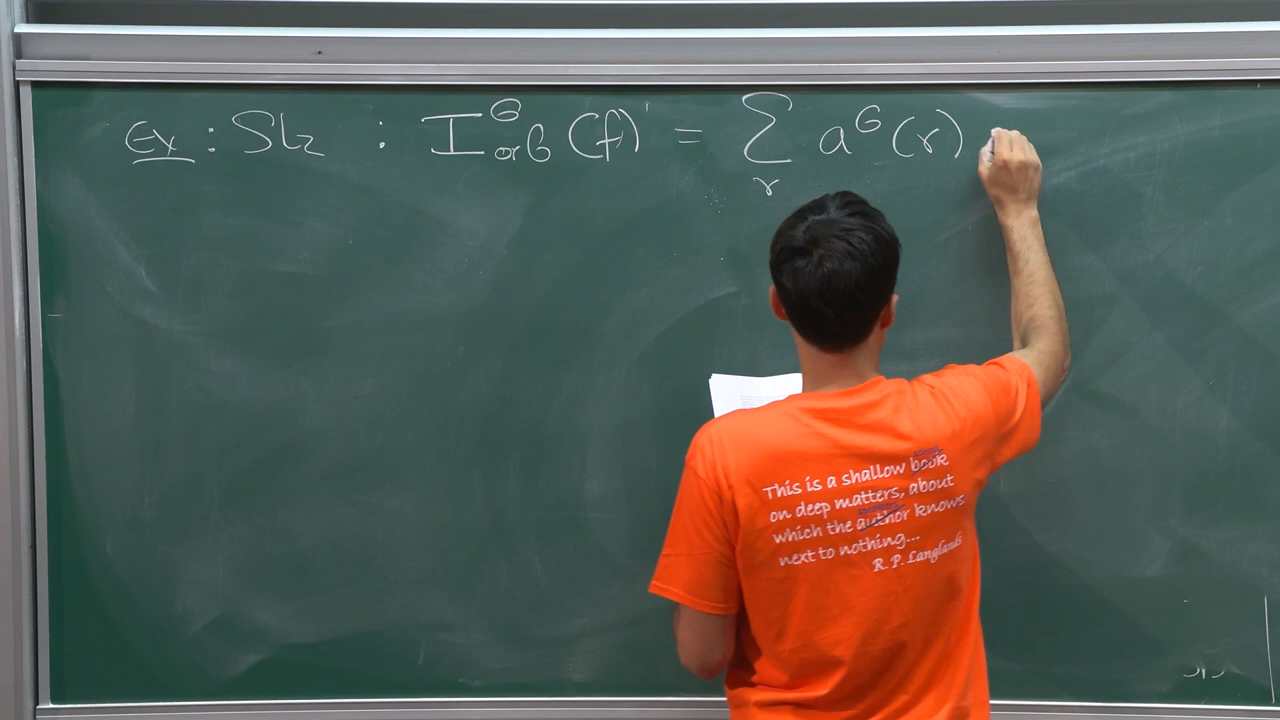 Ex : SL₂ : I^G_orb (f) = ∑_γ a^G (γ)
This is a shallow book
on deep matters, about
which the author knows
next to nothing...
R. P. Langlands